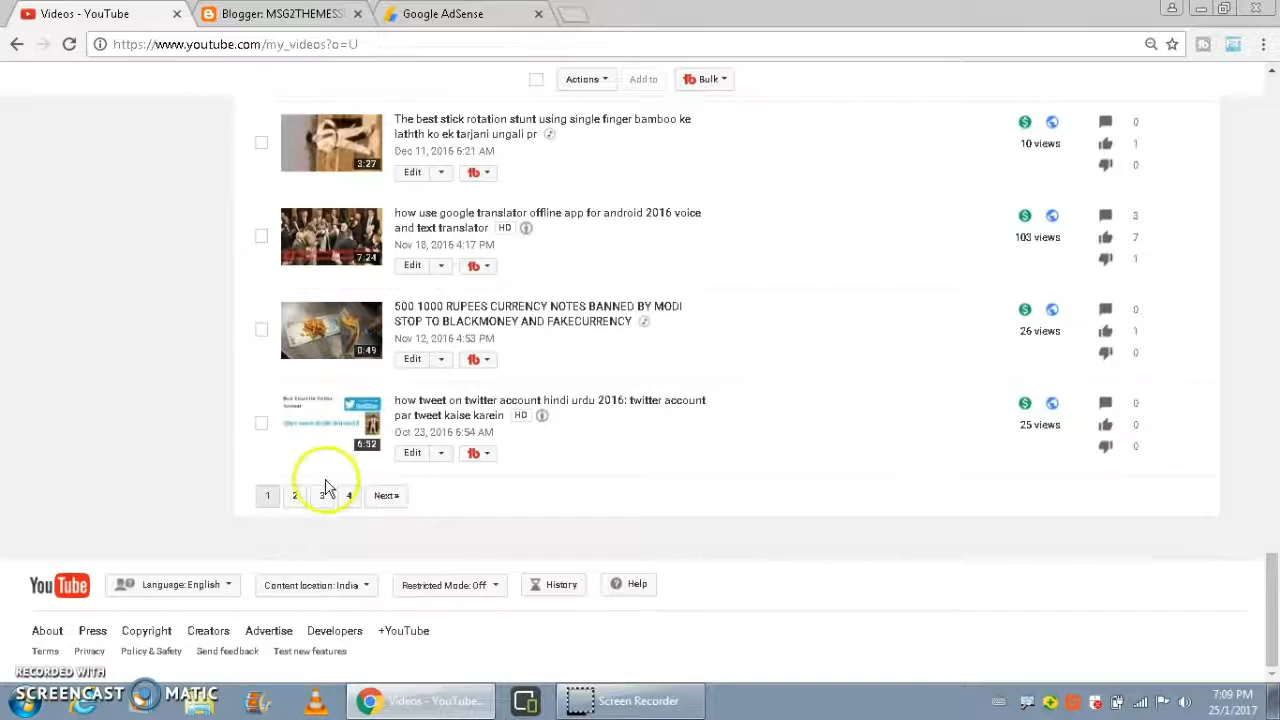 Videos - YouTube
Blogger: MSG2THEMESS
Google AdSense
https://www.youtube.com/my_videos?o=U
Actions
Add to
Bulk
The best stick rotation stunt using single finger bamboo ke
lathth ko ek tarjani ungali pr
Dec 11, 2016 6:21 AM
Edit
3:27
10 views
0
1
0
how use google translator offline app for android 2016 voice
and text translator HD
Nov 18, 2016 4:17 PM
Edit
7:24
103 views
3
7
1
500 1000 RUPEES CURRENCY NOTES BANNED BY MODI
STOP TO BLACKMONEY AND FAKECURRENCY
Nov 12, 2016 4:53 PM
Edit
0:49
26 views
0
1
0
how tweet on twitter account hindi urdu 2016: twitter account
par tweet kaise karein HD
Oct 23, 2016 6:54 AM
Edit
6:52
25 views
0
0
0
1 2 3 4 Next»
YouTube
Language: English
Content location: India
Restricted Mode: Off
History
Help
About Press Copyright Creators Advertise Developers +YouTube
Terms Privacy Policy & Safety Send feedback Test new features
RECORDED WITH
SCREENCAST MATIC
Videos - YouTube...
Screen Recorder
7:09 PM
25/1/2017